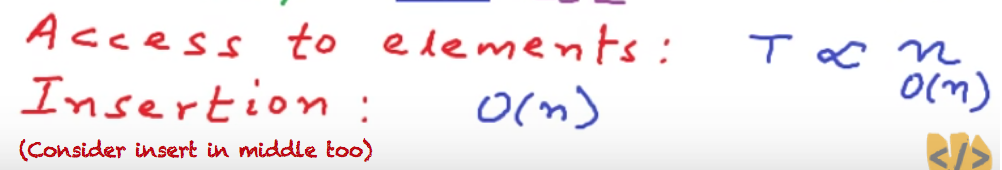 Access to elements: T ∝ n
O(n)
Insertion: O(n)
(Consider insert in middle too)
</>